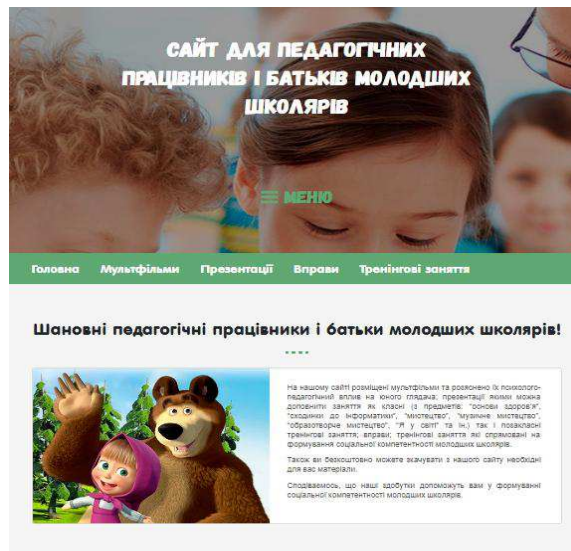 САЙТ ДЛЯ ПЕДАГОГІЧНИХ
ПРАЦІВНИКІВ І БАТЬКІВ МОЛОДШИХ
ШКОЛЯРІВ
МЕНЮ
Головна Мультфільми Презентації Вправи Тренінгові заняття
Шановні педагогічні працівники і батьки молодших школярів!
На нашому сайті розміщені мультфільми та розяснено їх психолого-
педагогічний вплив на юного глядача; презентації якими можна
доповнити заняття як класні (з предметів: "основи здоров'я",
"сходинки до інформатики", "мистецтво", "музичне мистецтво",
"образотворче мистецтво", "Я у світі" та ін.) так і позакласні
тренінгові заняття; вправи; тренінгові заняття які спрямовані на
формування соціальної компетентності молодших школярів.
Також ви безкоштовно можете скачувати з нашого сайту необхідні
для вас матеріали.
Сподіваємось, що наші здобутки допоможуть вам у формуванні
соціальної компетентності молодших школярів.